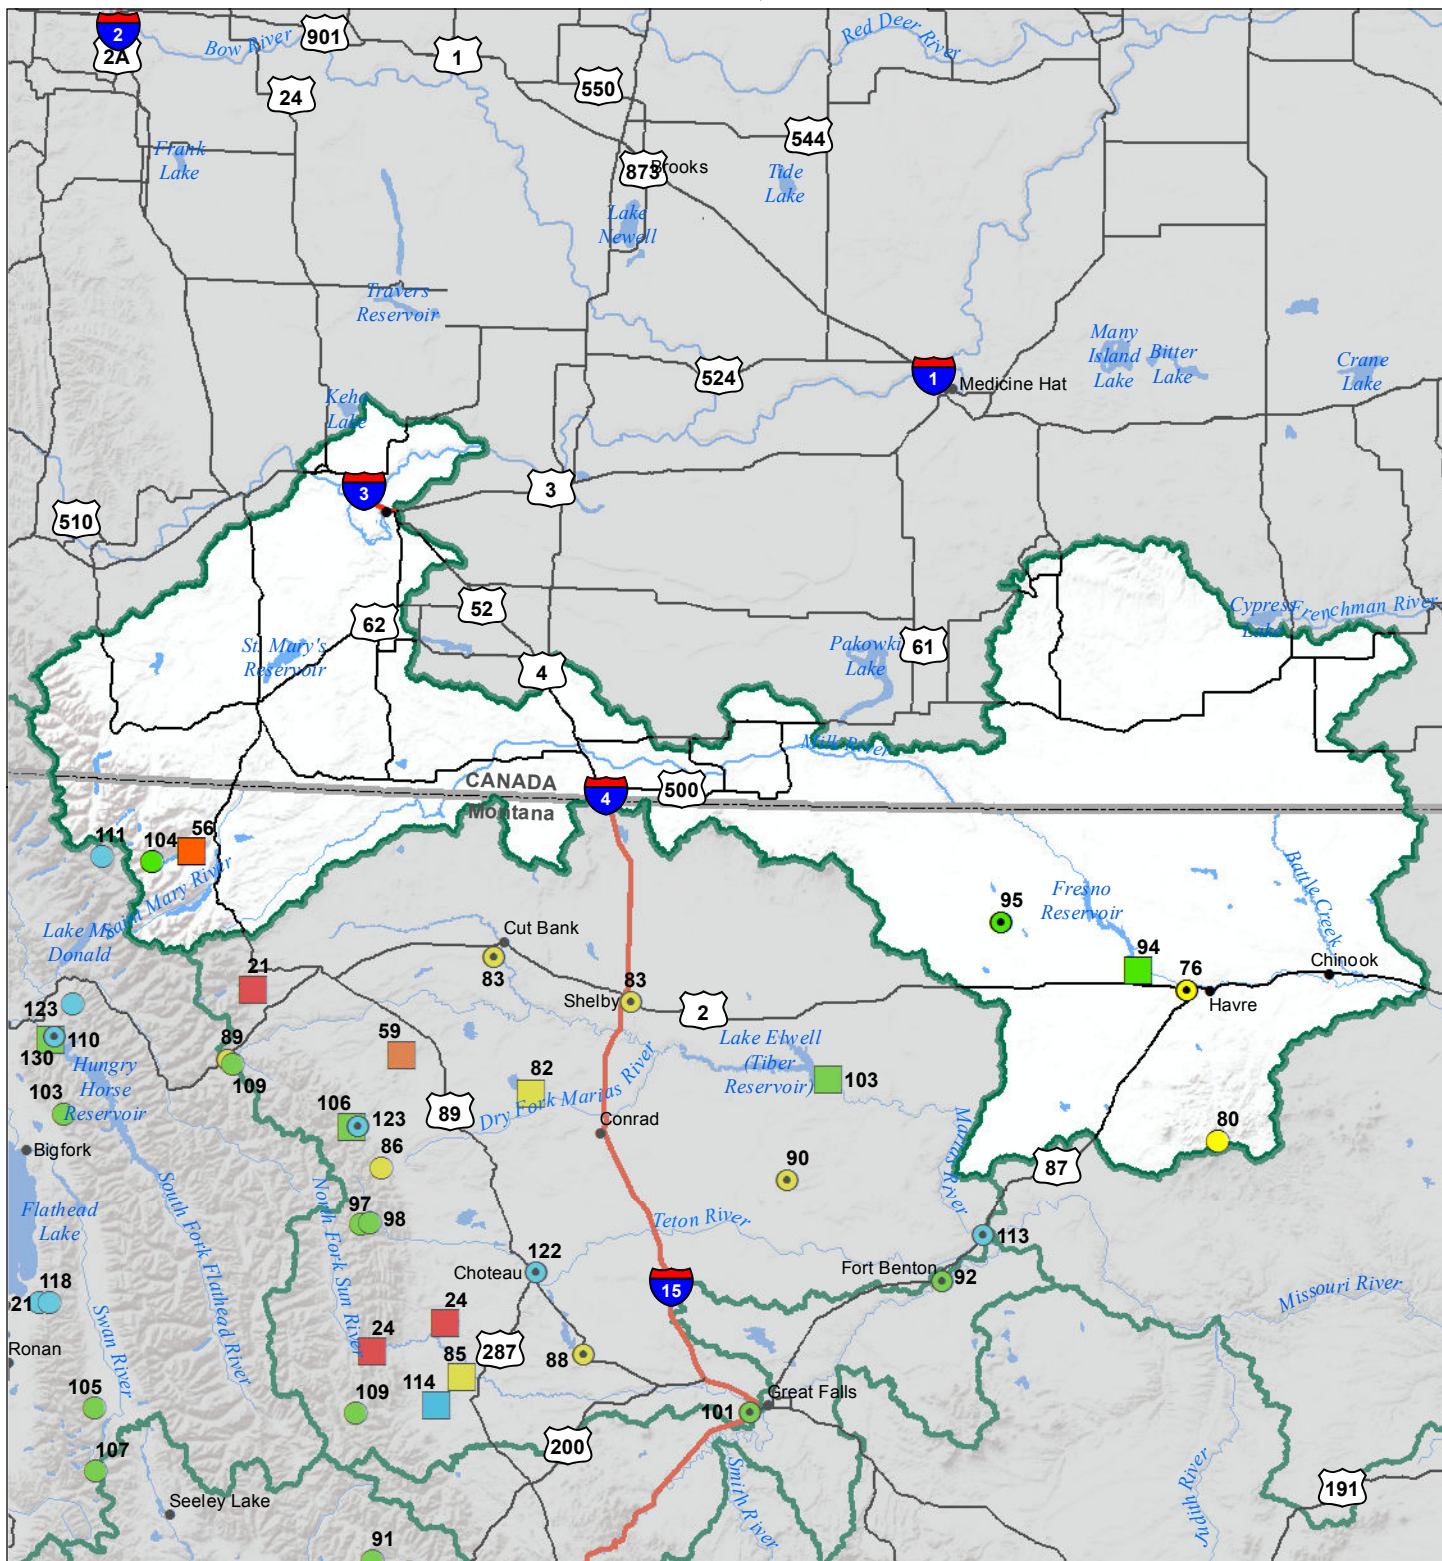 2
2A
Bow River
901
1
Red Deer
River
24
550
544
Frank
Lake
873
Brooks
Tide
Lake
Lake
Newell
Travers
Reservoir
Many
Island
Lake
Bitter
Lake
Crane
Lake
524
1
Medicine Hat
Keho
Lake
3
3
510
52
62
61
Cypress
Lake
Frenchman River
St. Mary's
Reservoir
4
Pakowki
Lake
Milk River
CANADA
Montana
4
500
111
104
56
Saint Mary River
Lake Mc
Donald
95
Fresno
Reservoir
Battle Creek
94
76
Chinook
Havre
Cut Bank
83
21
83
Shelby
2
123
110
130
Hungry
Horse
Reservoir
89
109
59
82
Lake Elwell
(Tiber
Reservoir)
103
103
89
Dry Fork Marias River
Conrad
106
123
86
Bigfork
90
Marias River
80
87
South Fork Flathead River
North Fork Sun River
97
98
Flathead
Lake
Teton River
113
122
Choteau
Fort Benton
92
15
Missouri River
118
21
Swan River
24
24
Ronan
287
88
85
114
105
109
Great Falls
101
107
200
Smith River
Judith River
191
Seeley Lake
91